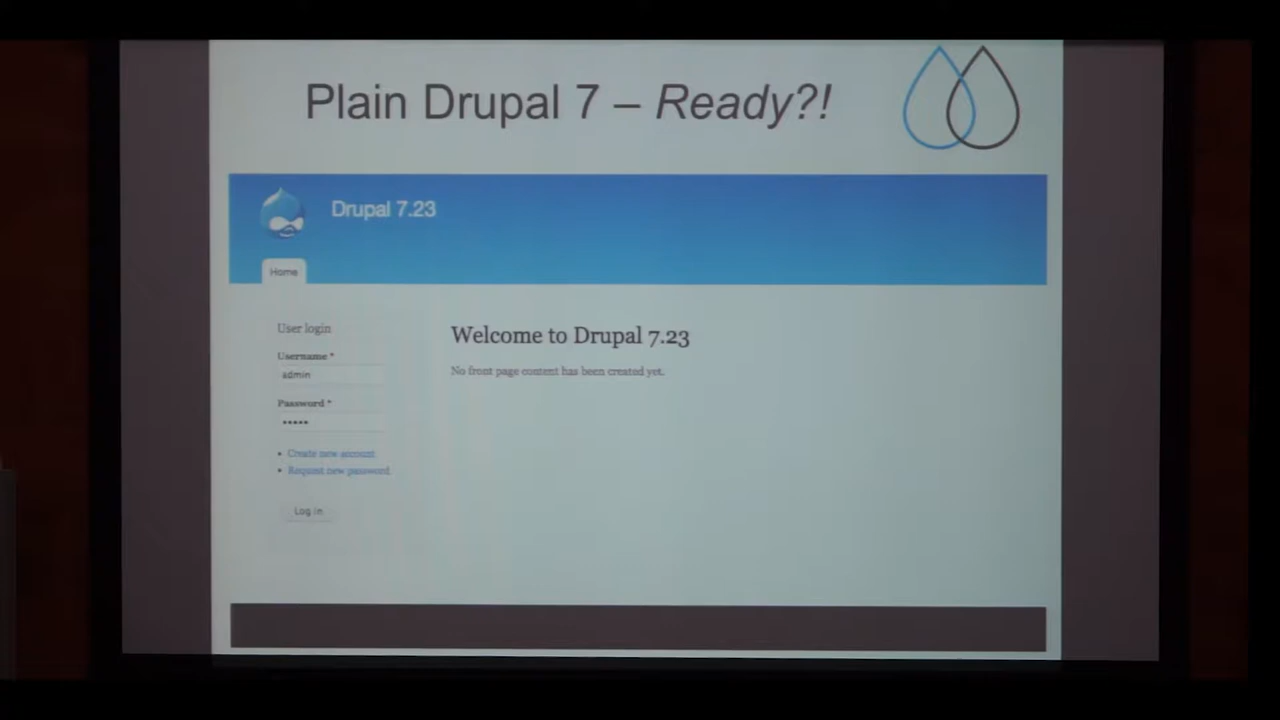 Plain Drupal 7 – Ready?!
Drupal 7.23
Home
User login
Username *
admin
Password *
•••••
Create new account
Request new password
Log in
Welcome to Drupal 7.23
No front page content has been created yet.